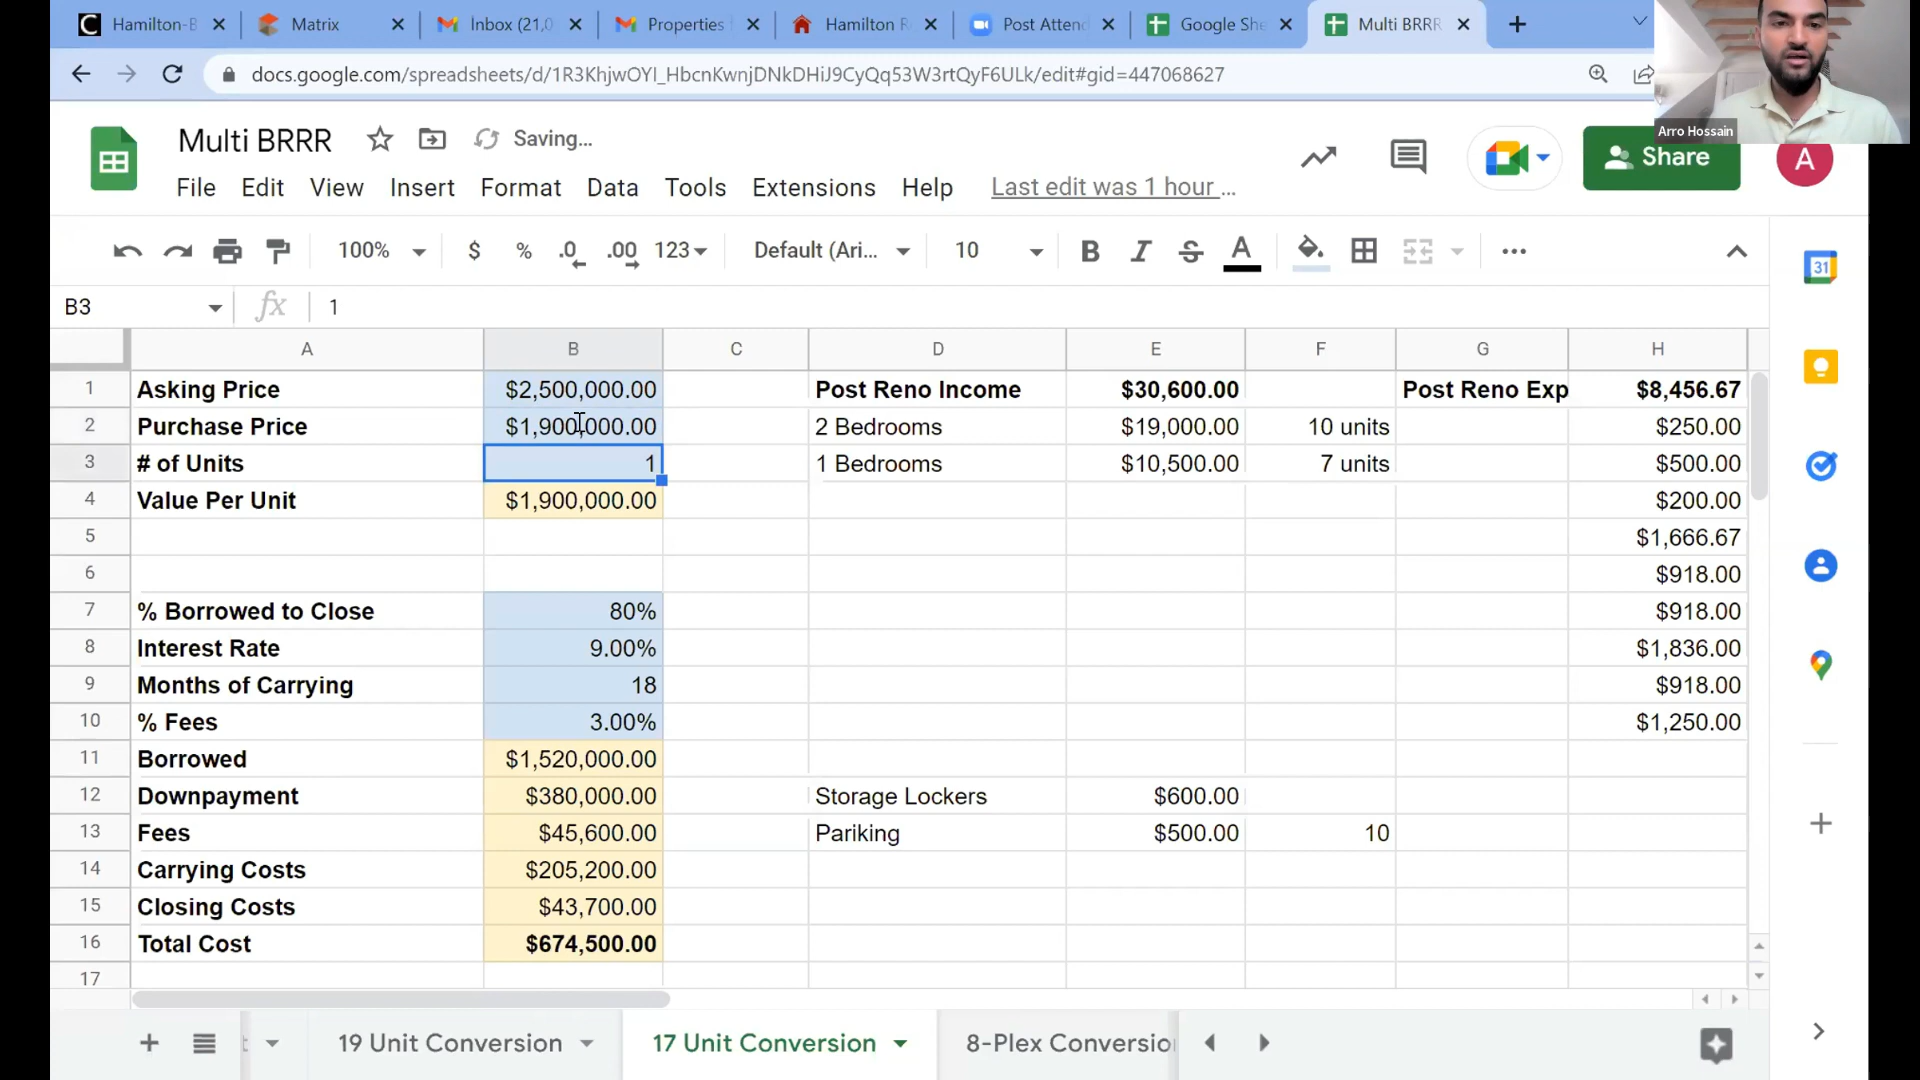 Hamilton-B
Matrix
Inbox (21,0
Properties
Hamilton R
Post Attend
Google She
Multi BRRR
docs.google.com/spreadsheets/d/1R3KhjwOYI_HbcnKwnjDNkDHiJ9CyQq53W3rtQyF6ULk/edit#gid=447068627
Arro Hossain
Multi BRRR
Saving...
File Edit View Insert Format Data Tools Extensions Help Last edit was 1 hour ...
Share
A
100% $ % .0 .00 123 Default (Ari... 10 B I S A
31
B3 fx 1
A B C D E F G H
1 Asking Price $2,500,000.00 Post Reno Income $30,600.00 Post Reno Exp $8,456.67
2 Purchase Price $1,900,000.00 2 Bedrooms $19,000.00 10 units $250.00
3 # of Units 1 1 Bedrooms $10,500.00 7 units $500.00
4 Value Per Unit $1,900,000.00 $200.00
5 $1,666.67
6 $918.00
7 % Borrowed to Close 80% $918.00
8 Interest Rate 9.00% $1,836.00
9 Months of Carrying 18 $918.00
10 % Fees 3.00% $1,250.00
11 Borrowed $1,520,000.00
12 Downpayment $380,000.00 Storage Lockers $600.00
13 Fees $45,600.00 Pariking $500.00 10
14 Carrying Costs $205,200.00
15 Closing Costs $43,700.00
16 Total Cost $674,500.00
17
19 Unit Conversion 17 Unit Conversion 8-Plex Conversio